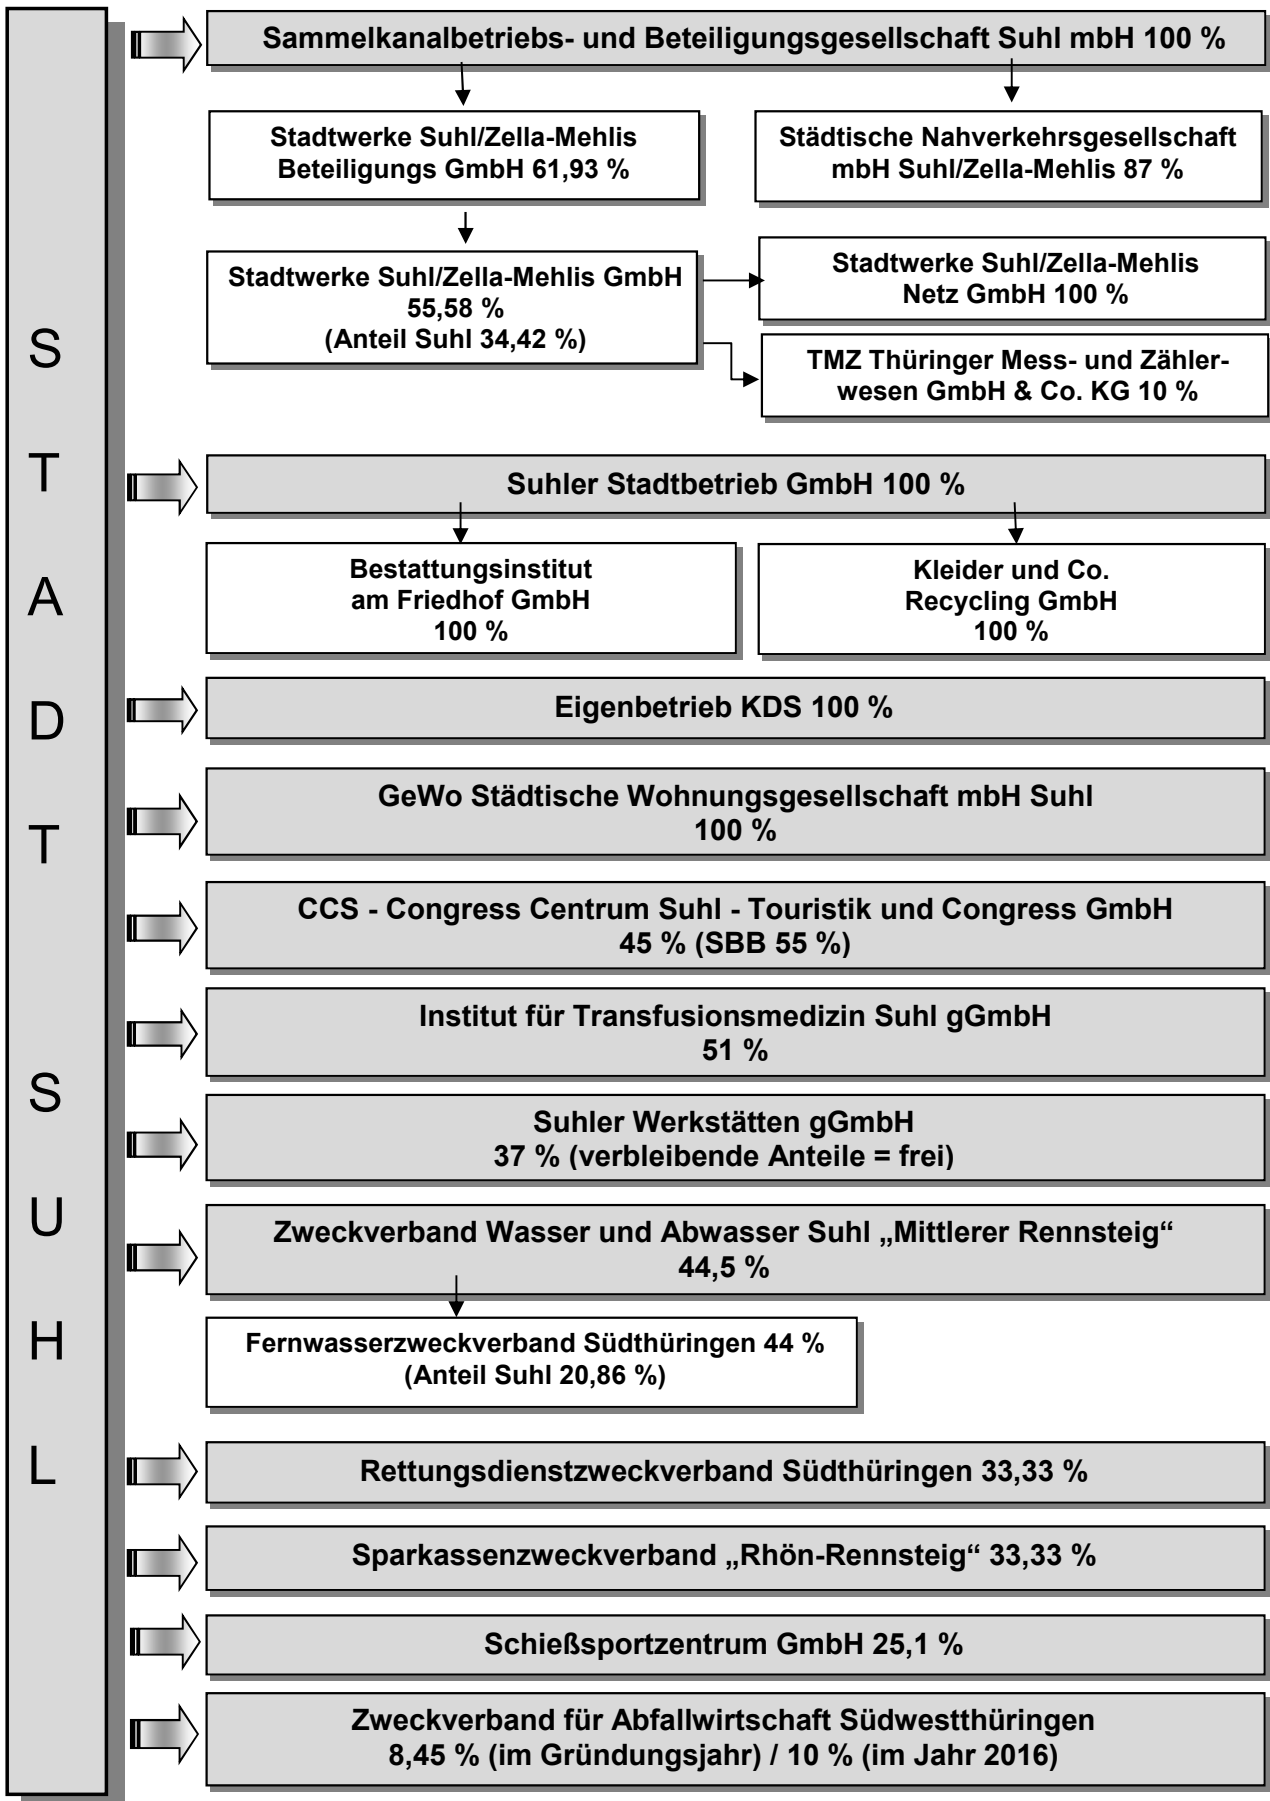 STADT SUHL
Sammelkanalbetriebs- und Beteiligungsgesellschaft Suhl mbH 100 %
Stadtwerke Suhl/Zella-Mehlis
Beteiligungs GmbH 61,93 %
Städtische Nahverkehrsgesellschaft
mbH Suhl/Zella-Mehlis 87 %
Stadtwerke Suhl/Zella-Mehlis GmbH
55,58 %
(Anteil Suhl 34,42 %)
Stadtwerke Suhl/Zella-Mehlis
Netz GmbH 100 %
TMZ Thüringer Mess- und Zähler-
wesen GmbH & Co. KG 10 %
Suhler Stadtbetrieb GmbH 100 %
Bestattungsinstitut
am Friedhof GmbH
100 %
Kleider und Co.
Recycling GmbH
100 %
Eigenbetrieb KDS 100 %
GeWo Städtische Wohnungsgesellschaft mbH Suhl
100 %
CCS - Congress Centrum Suhl - Touristik und Congress GmbH
45 % (SBB 55 %)
Institut für Transfusionsmedizin Suhl gGmbH
51 %
Suhler Werkstätten gGmbH
37 % (verbleibende Anteile = frei)
Zweckverband Wasser und Abwasser Suhl „Mittlerer Rennsteig“
44,5 %
Fernwasserzweckverband Südthüringen 44 %
(Anteil Suhl 20,86 %)
Rettungsdienstzweckverband Südthüringen 33,33 %
Sparkassenzweckverband „Rhön-Rennsteig“ 33,33 %
Schießsportzentrum GmbH 25,1 %
Zweckverband für Abfallwirtschaft Südwestthüringen
8,45 % (im Gründungsjahr) / 10 % (im Jahr 2016)